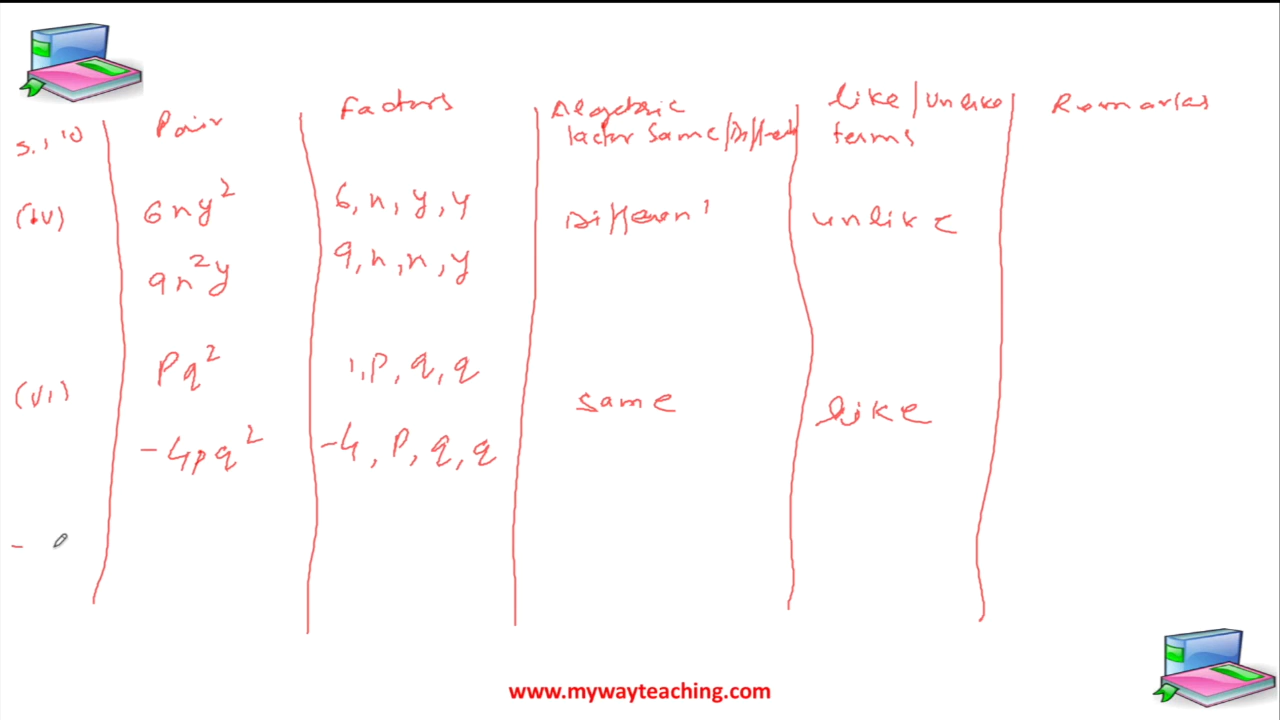 S.No Pair Factors Algebraic factor Same/Different like/unlike terms Remarks
(iv) 6xy² 6, x, y, y Different unlike
9x²y 9, x, x, y
(vi) pq² 1, p, q, q same like
-4pq² -4, p, q, q
www.mywayteaching.com